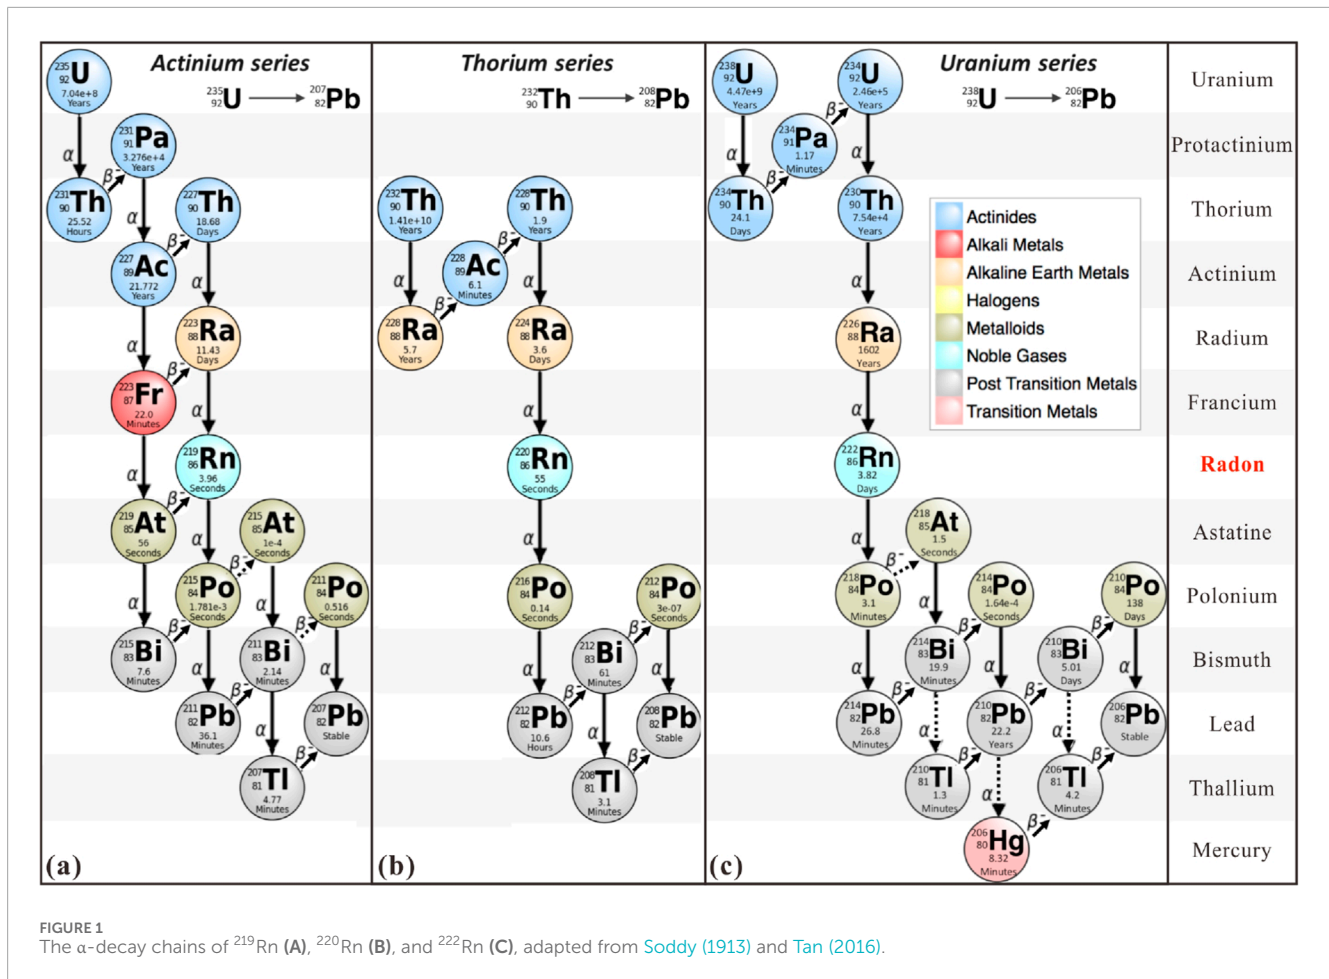 Actinium series
235
92 U → 207
82 Pb
235
92 U
7.04e+8
Years
α
231
91 Pa
3.276e+4
Years
β-
231
90 Th
25.52
Hours
α
227
90 Th
18.68
Days
β-
227
89 Ac
21.772
Years
α
α
223
88 Ra
11.43
Days
β-
223
87 Fr
22.0
Minutes
α
α
219
86 Rn
3.96
Seconds
β-
219
85 At
56
Seconds
α
215
85 At
1e-4
Seconds
β-
α
215
84 Po
1.781e-3
Seconds
211
84 Po
0.516
Seconds
β-
β-
215
83 Bi
7.6
Minutes
α
211
83 Bi
2.14
Minutes
α
β-
211
82 Pb
36.1
Minutes
α
207
82 Pb
Stable
β-
207
81 Tl
4.77
Minutes
(a)
Thorium series
232
90 Th → 208
82 Pb
232
90 Th
1.41e+10
Years
228
90 Th
1.9
Years
β-
α
228
89 Ac
6.1
Minutes
α
β-
228
88 Ra
5.7
Years
224
88 Ra
3.6
Days
α
220
86 Rn
55
Seconds
α
216
84 Po
0.14
Seconds
212
84 Po
3e-07
Seconds
β-
α
212
83 Bi
61
Minutes
α
β-
212
82 Pb
10.6
Hours
α
208
82 Pb
Stable
β-
208
81 Tl
3.1
Minutes
(b)
Uranium series
238
92 U → 206
82 Pb
238
92 U
4.47e+9
Years
234
92 U
2.46e+5
Years
β-
α
234
91 Pa
1.17
Minutes
α
β-
234
90 Th
24.1
Days
230
90 Th
7.54e+4
Years
α
226
88 Ra
1602
Years
α
222
86 Rn
3.82
Days
α
218
85 At
1.5
Seconds
β-
218
84 Po
3.1
Minutes
α
214
84 Po
1.64e-4
Seconds
210
84 Po
138
Days
β-
β-
α
214
83 Bi
19.9
Minutes
α
210
83 Bi
5.01
Days
α
β-
β-
214
82 Pb
26.8
Minutes
α
210
82 Pb
22.2
Years
α
206
82 Pb
Stable
β-
β-
210
81 Tl
1.3
Minutes
α
206
81 Tl
4.2
Minutes
β-
206
80 Hg
8.32
Minutes
(c)
Actinides
Alkali Metals
Alkaline Earth Metals
Halogens
Metalloids
Noble Gases
Post Transition Metals
Transition Metals
Uranium
Protactinium
Thorium
Actinium
Radium
Francium
Radon
Astatine
Polonium
Bismuth
Lead
Thallium
Mercury
FIGURE 1
The α-decay chains of 219Rn (A), 220Rn (B), and 222Rn (C), adapted from Soddy (1913) and Tan (2016).